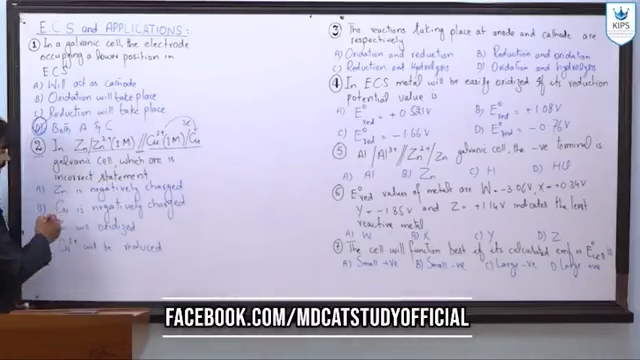 E C S and APPLICATIONS:
① In a galvanic cell, the electrode
occupying a lower position in
ECS
A) Will act as cathode
B) Oxidation will take place
C) Reduction will take place
D) Both A & C
② In Zn/Zn²⁺(1M)//Cu²⁺(1M)/Cu
galvanic cell, which one is
incorrect statement
A) Zn is negatively charged
B) Cu is negatively charged
will oxidized
Cu²⁺ will be reduced
③ The reactions taking place at anode and cathode are
respectively
A) Oxidation and reduction B) Reduction and oxidation
C) Reduction and Hydrolysis D) Oxidation and hydrolysis
④ In ECS metal will be easily oxidized if its reduction
potential value is
A) E°red = +0.521V B) E°red = +1.08V
C) E°red = -1.66V D) E°red = -0.76V
⑤ Al/Al³⁺//Zn²⁺/Zn galvanic cell, the -ve terminal is
A) Al B) Zn C) H D) HCl
⑥ E°red values of metals are W = -3.06V, X = +0.34V
Y = -1.85V and Z = +1.14V indicates the least
reactive metal
A) W B) X C) Y D) Z
⑦ The cell will function best if its calculated emf or E°cell is
A) Small +ve B) Small -ve C) Large -ve D) Large +ve
KIPS
FACEBOOK.COM/MDCATSTUDYOFFICIAL